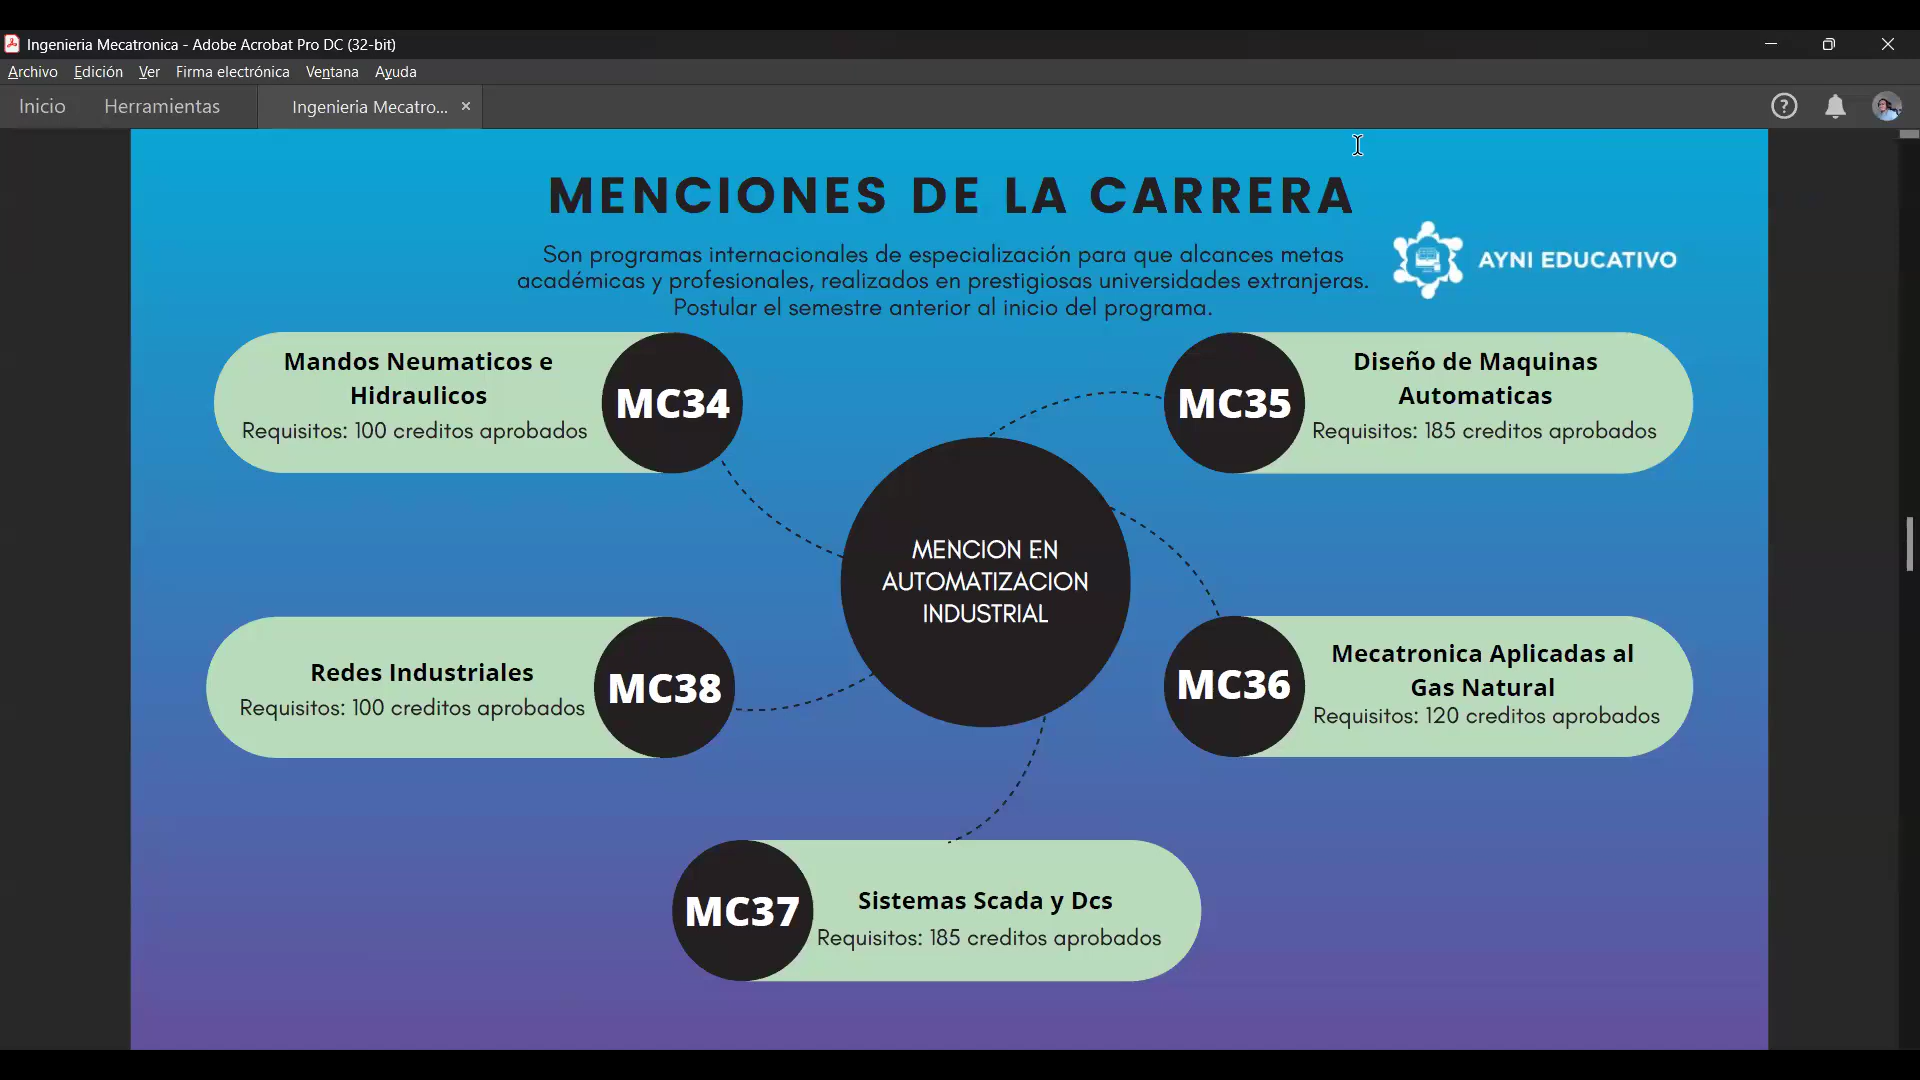 Ingenieria Mecatronica - Adobe Acrobat Pro DC (32-bit)
Archivo Edición Ver Firma electrónica Ventana Ayuda
Inicio Herramientas Ingenieria Mecatro...
MENCIONES DE LA CARRERA
Son programas internacionales de especialización para que alcances metas
académicas y profesionales, realizados en prestigiosas universidades extranjeras.
Postular el semestre anterior al inicio del programa.
AYNI EDUCATIVO
Mandos Neumaticos e
Hidraulicos
Requisitos: 100 creditos aprobados
MC34
MC35
Diseño de Maquinas
Automaticas
Requisitos: 185 creditos aprobados
MENCION EN
AUTOMATIZACION
INDUSTRIAL
Redes Industriales
Requisitos: 100 creditos aprobados
MC38
MC36
Mecatronica Aplicadas al
Gas Natural
Requisitos: 120 creditos aprobados
MC37
Sistemas Scada y Dcs
Requisitos: 185 creditos aprobados